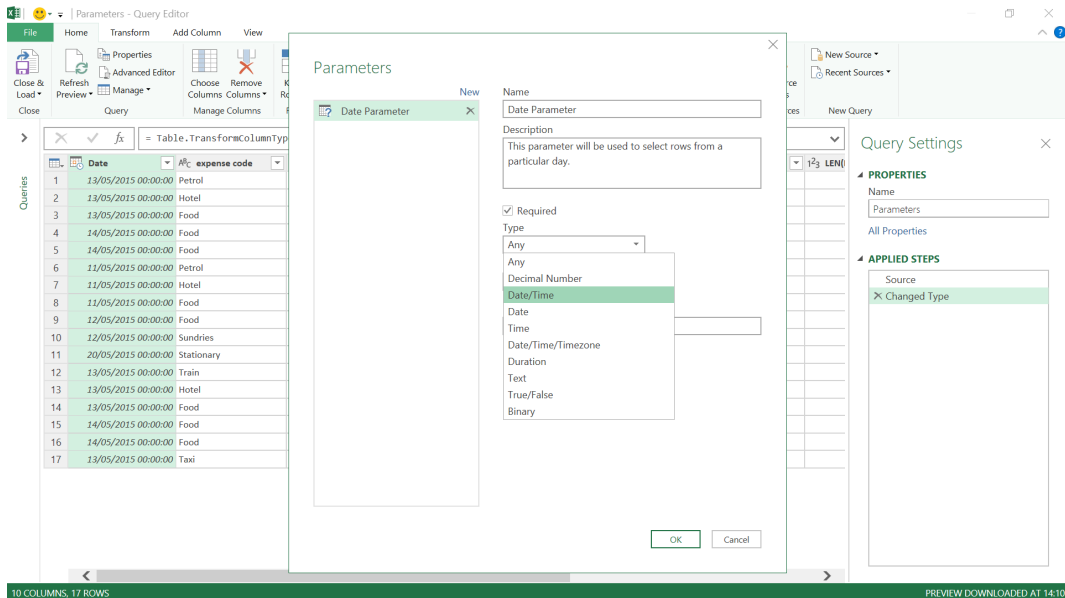 Parameters - Query Editor
File Home Transform Add Column View
Close & Load
Refresh Preview
Properties
Advanced Editor
Manage
Choose Columns
Remove Columns
New Source
Recent Sources
Close Query Manage Columns New Query
= Table.TransformColumnTyp
Queries
Date ABC expense code 123 LEN(
1 13/05/2015 00:00:00 Petrol
2 13/05/2015 00:00:00 Hotel
3 13/05/2015 00:00:00 Food
4 14/05/2015 00:00:00 Food
5 14/05/2015 00:00:00 Food
6 11/05/2015 00:00:00 Petrol
7 11/05/2015 00:00:00 Hotel
8 11/05/2015 00:00:00 Food
9 12/05/2015 00:00:00 Food
10 12/05/2015 00:00:00 Sundries
11 20/05/2015 00:00:00 Stationary
12 13/05/2015 00:00:00 Train
13 13/05/2015 00:00:00 Hotel
14 13/05/2015 00:00:00 Food
15 14/05/2015 00:00:00 Food
16 14/05/2015 00:00:00 Food
17 13/05/2015 00:00:00 Taxi
Parameters
New
Date Parameter
Name
Date Parameter
Description
This parameter will be used to select rows from a
particular day.
Required
Type
Any
Any
Decimal Number
Date/Time
Date
Time
Date/Time/Timezone
Duration
Text
True/False
Binary
OK Cancel
Query Settings
PROPERTIES
Name
Parameters
All Properties
APPLIED STEPS
Source
Changed Type
10 COLUMNS, 17 ROWS
PREVIEW DOWNLOADED AT 14:10